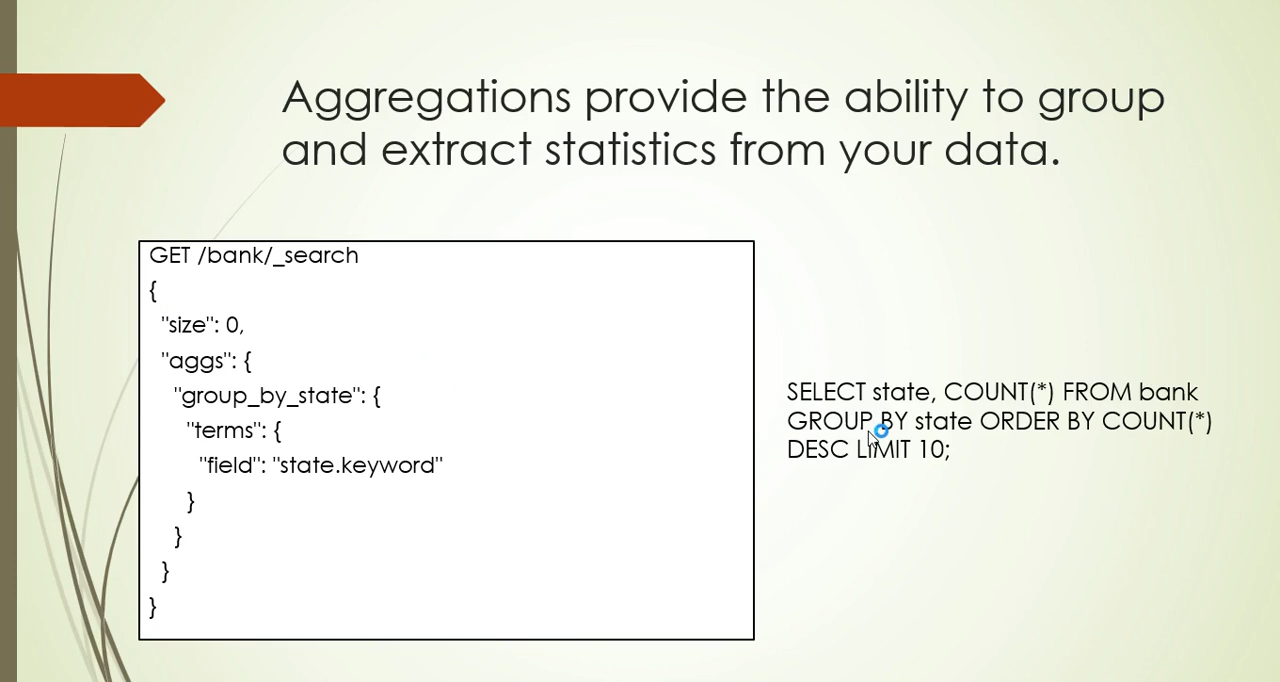 Aggregations provide the ability to group
and extract statistics from your data.
GET /bank/_search
{
"size": 0,
"aggs": {
"group_by_state": {
"terms": {
"field": "state.keyword"
}
}
}
}
SELECT state, COUNT(*) FROM bank
GROUP BY state ORDER BY COUNT(*)
DESC LIMIT 10;